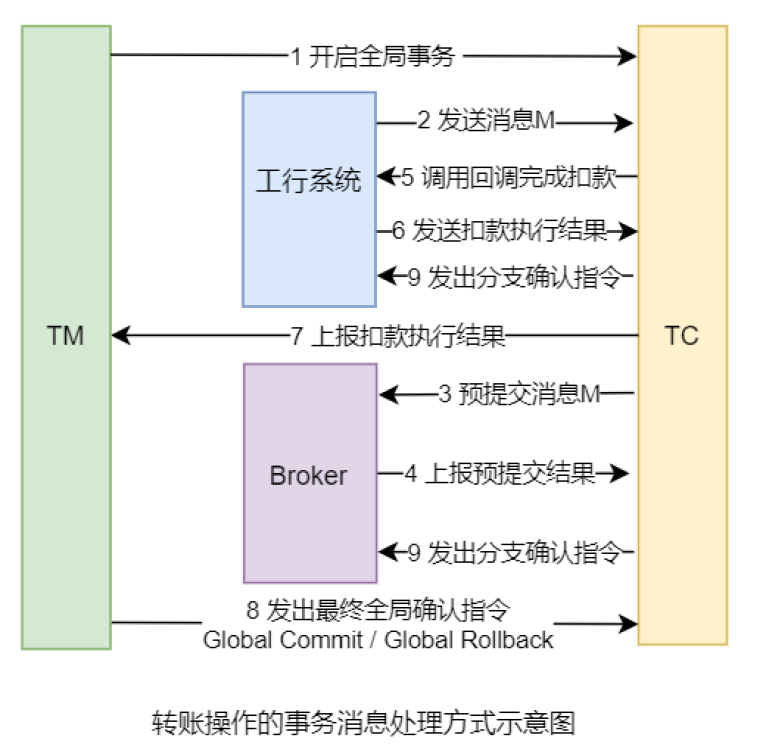 1 开启全局事务
2 发送消息M
工行系统
5 调用回调完成扣款
6 发送扣款执行结果
9 发出分支确认指令
TM
7 上报扣款执行结果
TC
3 预提交消息M
Broker
4 上报预提交结果
9 发出分支确认指令
8 发出最终全局确认指令
Global Commit / Global Rollback
转账操作的事务消息处理方式示意图